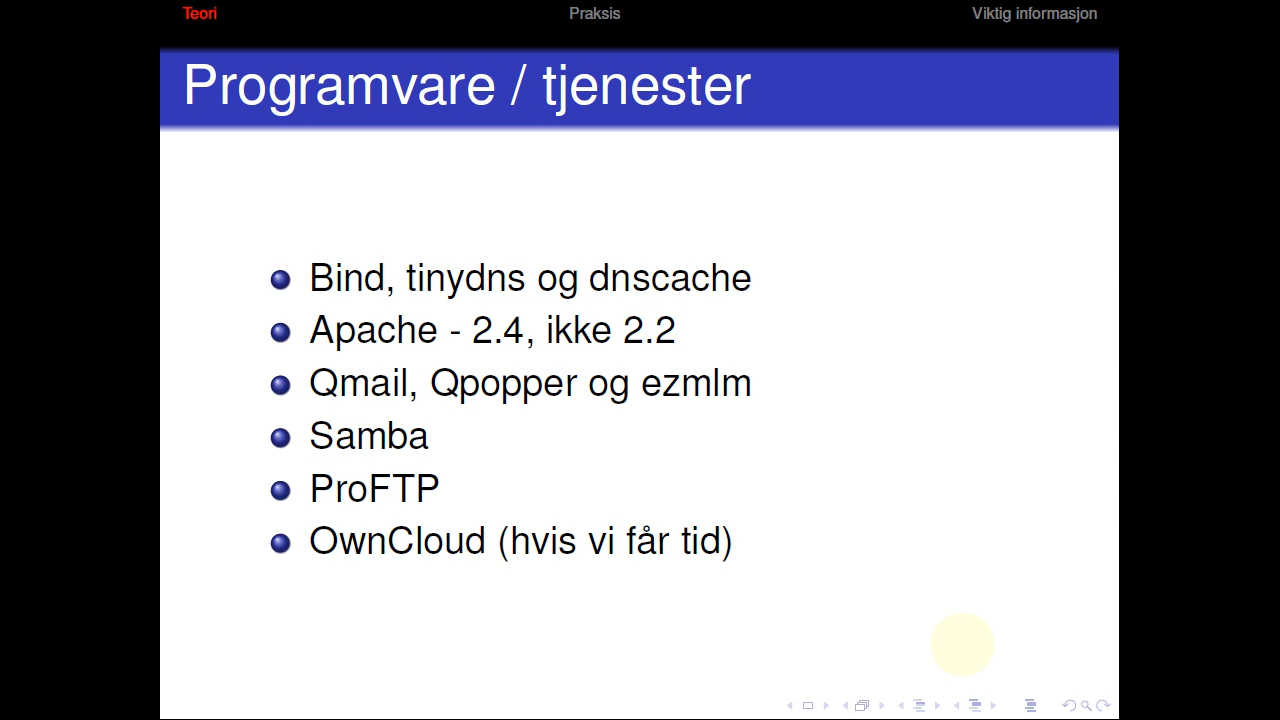 Teori Praksis Viktig informasjon
Programvare / tjenester
Bind, tinydns og dnscache
Apache - 2.4, ikke 2.2
Qmail, Qpopper og ezmlm
Samba
ProFTP
OwnCloud (hvis vi får tid)